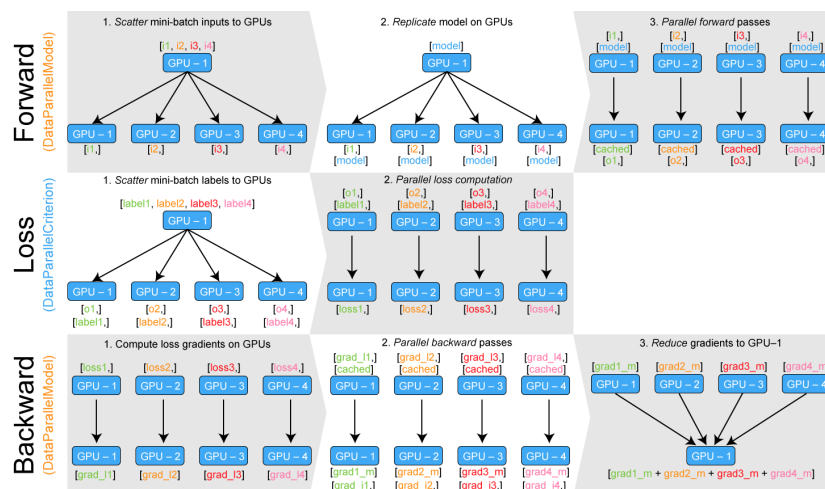 Forward
(DataParallelModel)
1. Scatter mini-batch inputs to GPUs
[i1, i2, i3, i4]
GPU – 1
GPU – 1 GPU – 2 GPU – 3 GPU – 4
[i1,] [i2,] [i3,] [i4,]
2. Replicate model on GPUs
[model]
GPU – 1
GPU – 1 GPU – 2 GPU – 3 GPU – 4
[i1,] [i2,] [i3,] [i4,]
[model] [model] [model] [model]
3. Parallel forward passes
[i1,] [i2,] [i3,] [i4,]
[model] [model] [model] [model]
GPU – 1 GPU – 2 GPU – 3 GPU – 4
GPU – 1 GPU – 2 GPU – 3 GPU – 4
[cached] [cached] [cached] [cached]
[o1,] [o2,] [o3,] [o4,]
Loss
(DataParallelCriterion)
1. Scatter mini-batch labels to GPUs
[label1, label2, label3, label4]
GPU – 1
GPU – 1 GPU – 2 GPU – 3 GPU – 4
[o1,] [o2,] [o3,] [o4,]
[label1,] [label2,] [label3,] [label4,]
2. Parallel loss computation
[o1,] [o2,] [o3,] [o4,]
[label1,] [label2,] [label3,] [label4,]
GPU – 1 GPU – 2 GPU – 3 GPU – 4
GPU – 1 GPU – 2 GPU – 3 GPU – 4
[loss1,] [loss2,] [loss3,] [loss4,]
Backward
(DataParallelModel)
1. Compute loss gradients on GPUs
[loss1,] [loss2,] [loss3,] [loss4,]
GPU – 1 GPU – 2 GPU – 3 GPU – 4
GPU – 1 GPU – 2 GPU – 3 GPU – 4
[grad_l1] [grad_l2] [grad_l3] [grad_l4]
2. Parallel backward passes
[grad_l1,] [grad_l2,] [grad_l3,] [grad_l4,]
[cached] [cached] [cached] [cached]
GPU – 1 GPU – 2 GPU – 3 GPU – 4
GPU – 1 GPU – 2 GPU – 3 GPU – 4
[grad1_m] [grad2_m] [grad3_m] [grad4_m]
[grad_i1,] [grad_i2,] [grad_i3,] [grad_i4,]
3. Reduce gradients to GPU–1
[grad1_m] [grad2_m] [grad3_m] [grad4_m]
GPU – 1 GPU – 2 GPU – 3 GPU – 4
GPU – 1
[grad1_m + grad2_m + grad3_m + grad4_m]